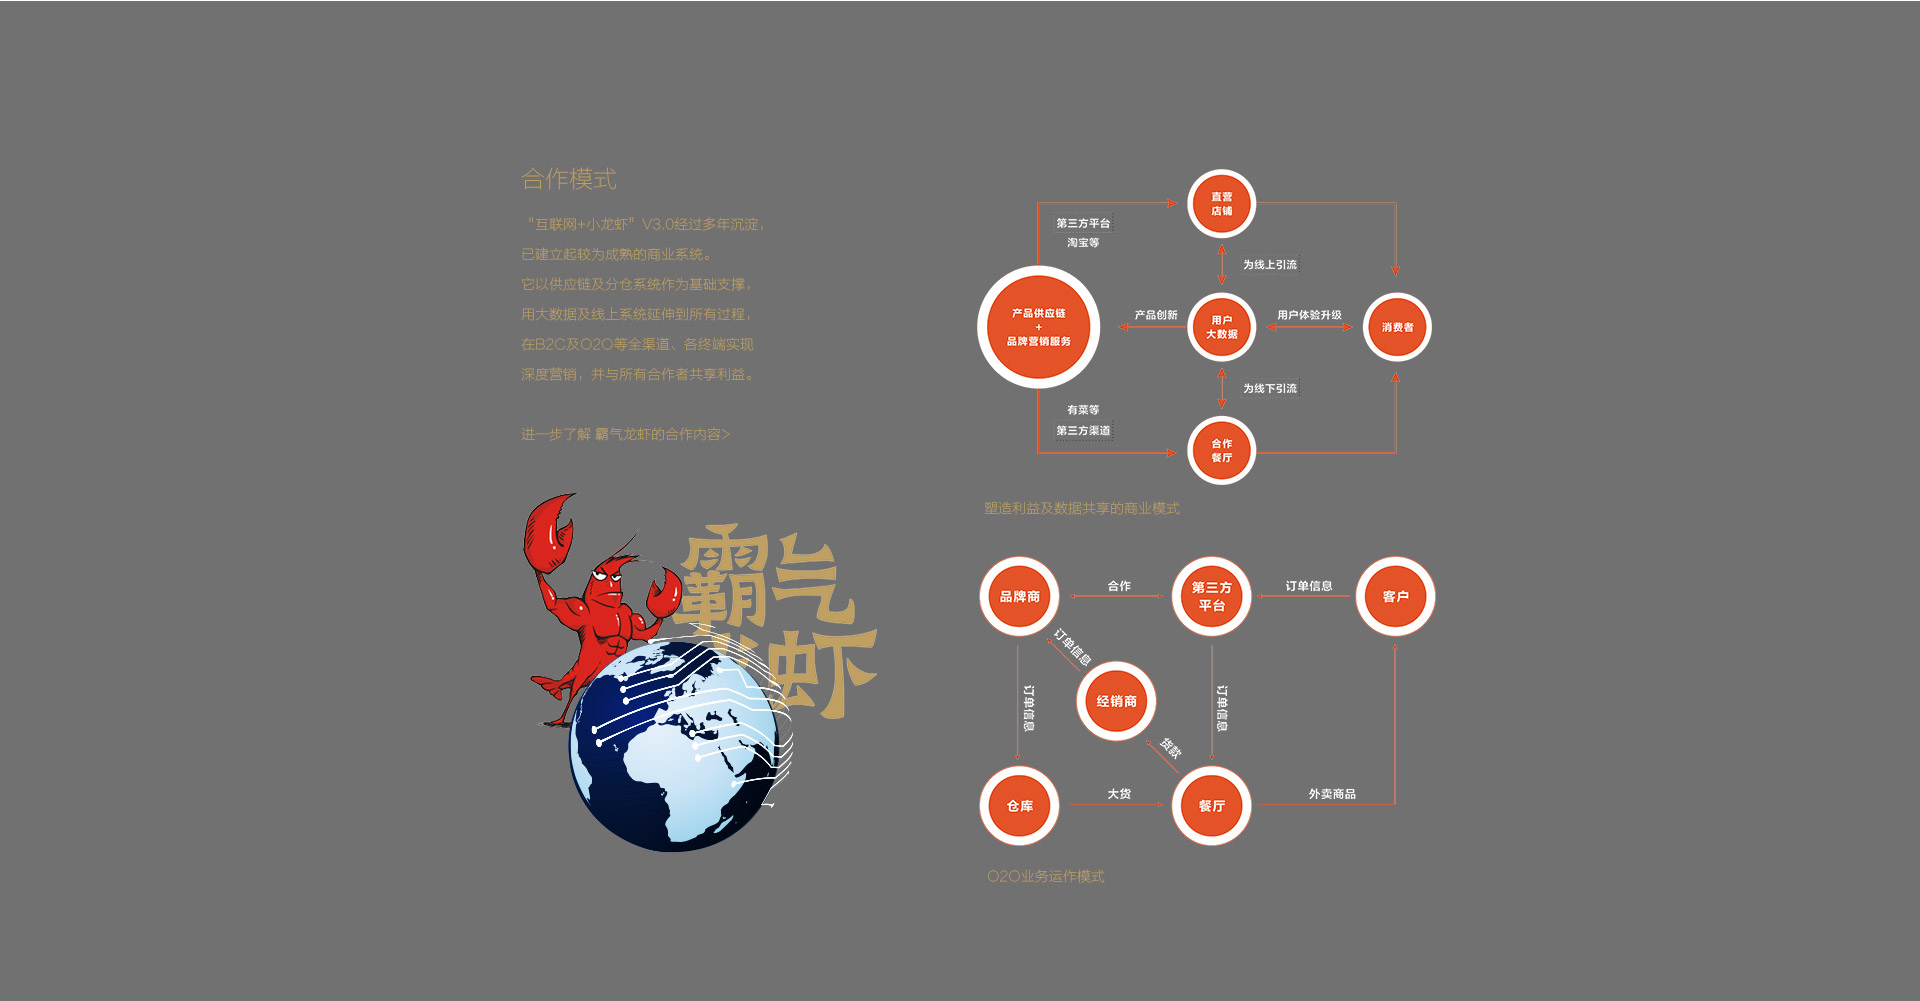 合作模式
“互联网+小龙虾”V3.0经过多年沉淀，
已建立起较为成熟的商业系统。
它以供应链及分仓系统作为基础支撑，
用大数据及线上系统延伸到所有过程，
在B2C及O2O等全渠道、各终端实现
深度营销，并与所有合作者共享利益。
进一步了解 霸气龙虾的合作内容>
霸气
龙虾
直营
店铺
第三方平台
淘宝等
为线上引流
产品供应链
+
品牌营销服务
产品创新
用户
大数据
用户体验升级
消费者
为线下引流
有菜等
第三方渠道
合作
餐厅
塑造利益及数据共享的商业模式
品牌商
合作
第三方
平台
订单信息
客户
订单信息
订单信息
经销商
订单信息
货款
仓库
大货
餐厅
外卖商品
O2O业务运作模式